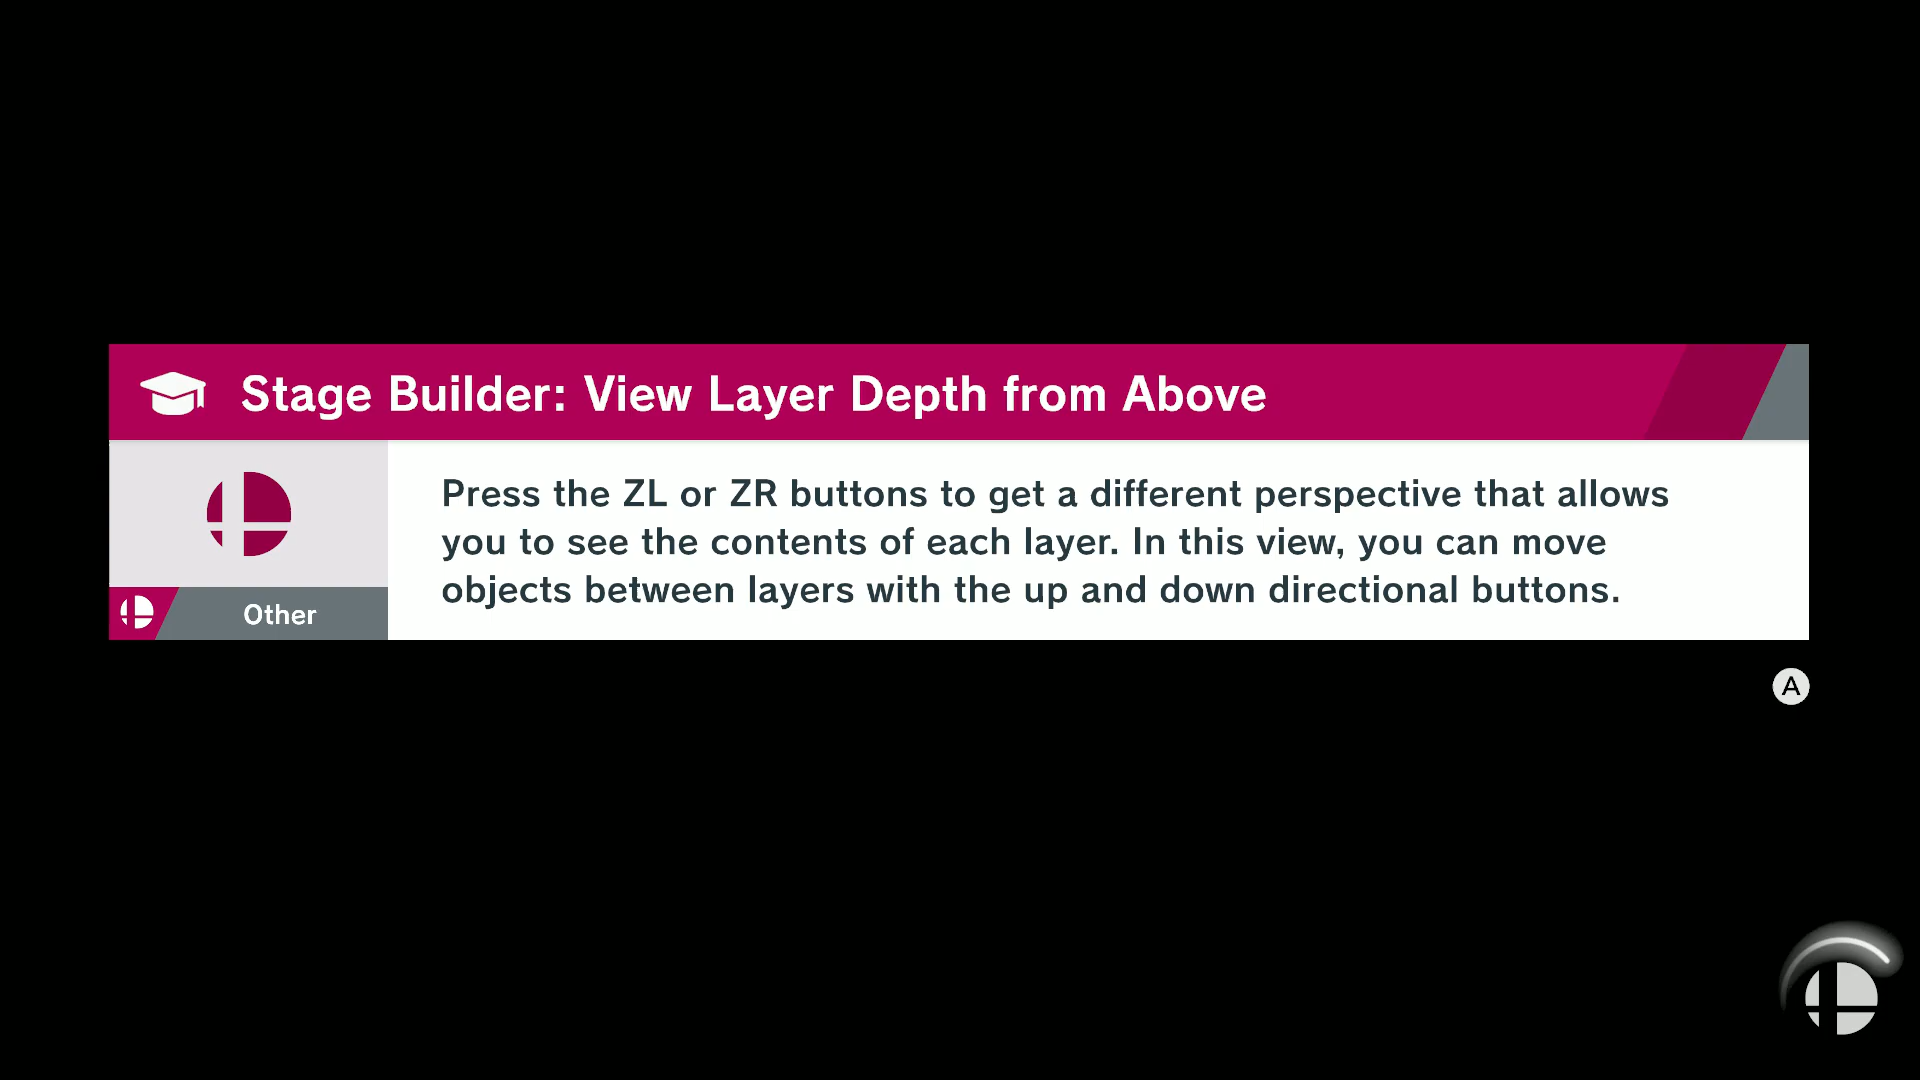 Stage Builder: View Layer Depth from Above
Press the ZL or ZR buttons to get a different perspective that allows
you to see the contents of each layer. In this view, you can move
objects between layers with the up and down directional buttons.
Other
A